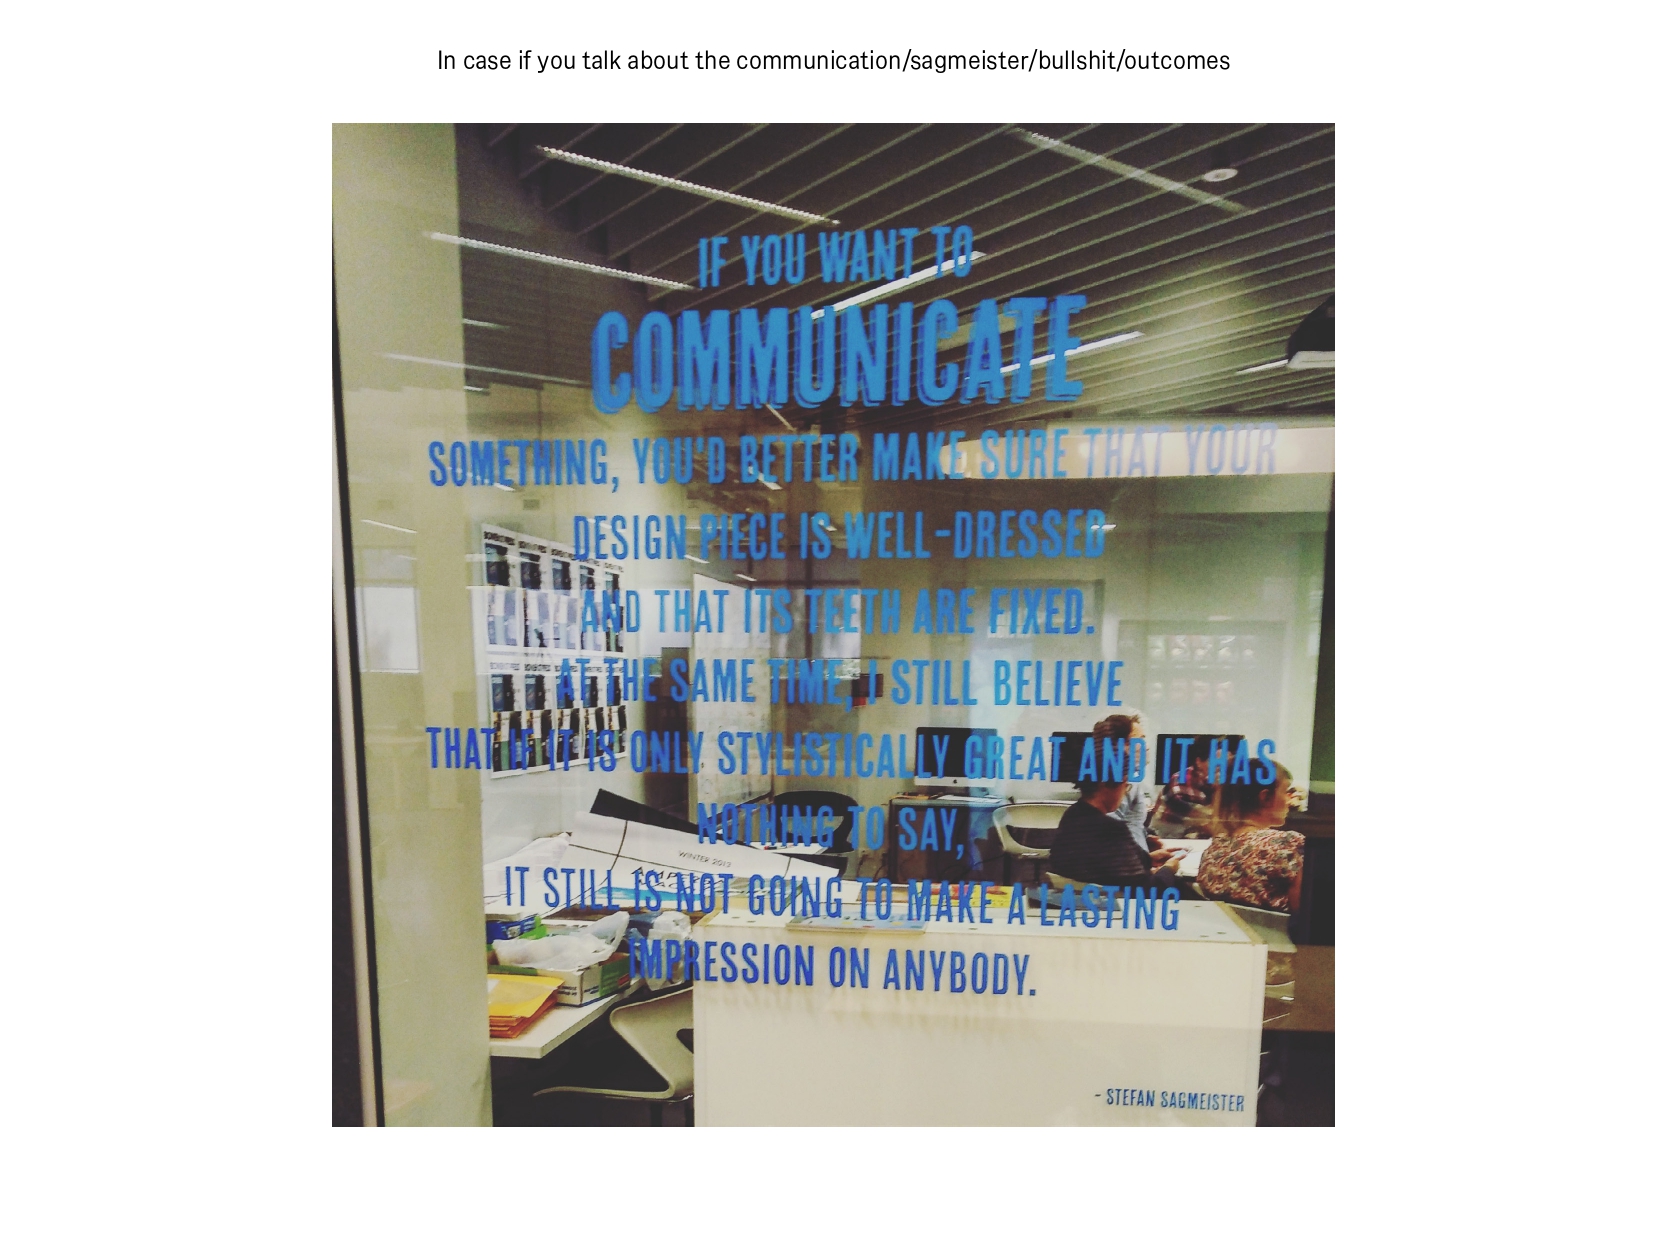 In case if you talk about the communication/sagmeister/bullshit/outcomes
IF YOU WANT TO
COMMUNICATE
SOMETHING, YOU'D BETTER MAKE SURE THAT YOUR
DESIGN PIECE IS WELL-DRESSED
AND THAT ITS TEETH ARE FIXED.
AT THE SAME TIME, I STILL BELIEVE
THAT IF IT IS ONLY STYLISTICALLY GREAT AND IT HAS
NOTHING TO SAY,
WINTER 2015
IT STILL IS NOT GOING TO MAKE A LASTING
IMPRESSION ON ANYBODY.
- STEFAN SAGMEISTER